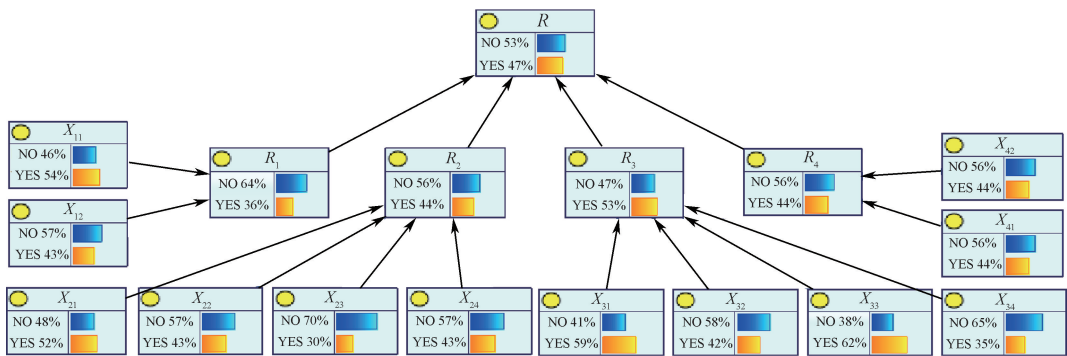 R
NO 53%
YES 47%
X₁₁
NO 46%
YES 54%
X₁₂
NO 57%
YES 43%
R₁
NO 64%
YES 36%
R₂
NO 56%
YES 44%
R₃
NO 47%
YES 53%
R₄
NO 56%
YES 44%
X₄₂
NO 56%
YES 44%
X₄₁
NO 56%
YES 44%
X₂₁
NO 48%
YES 52%
X₂₂
NO 57%
YES 43%
X₂₃
NO 70%
YES 30%
X₂₄
NO 57%
YES 43%
X₃₁
NO 41%
YES 59%
X₃₂
NO 58%
YES 42%
X₃₃
NO 38%
YES 62%
X₃₄
NO 65%
YES 35%